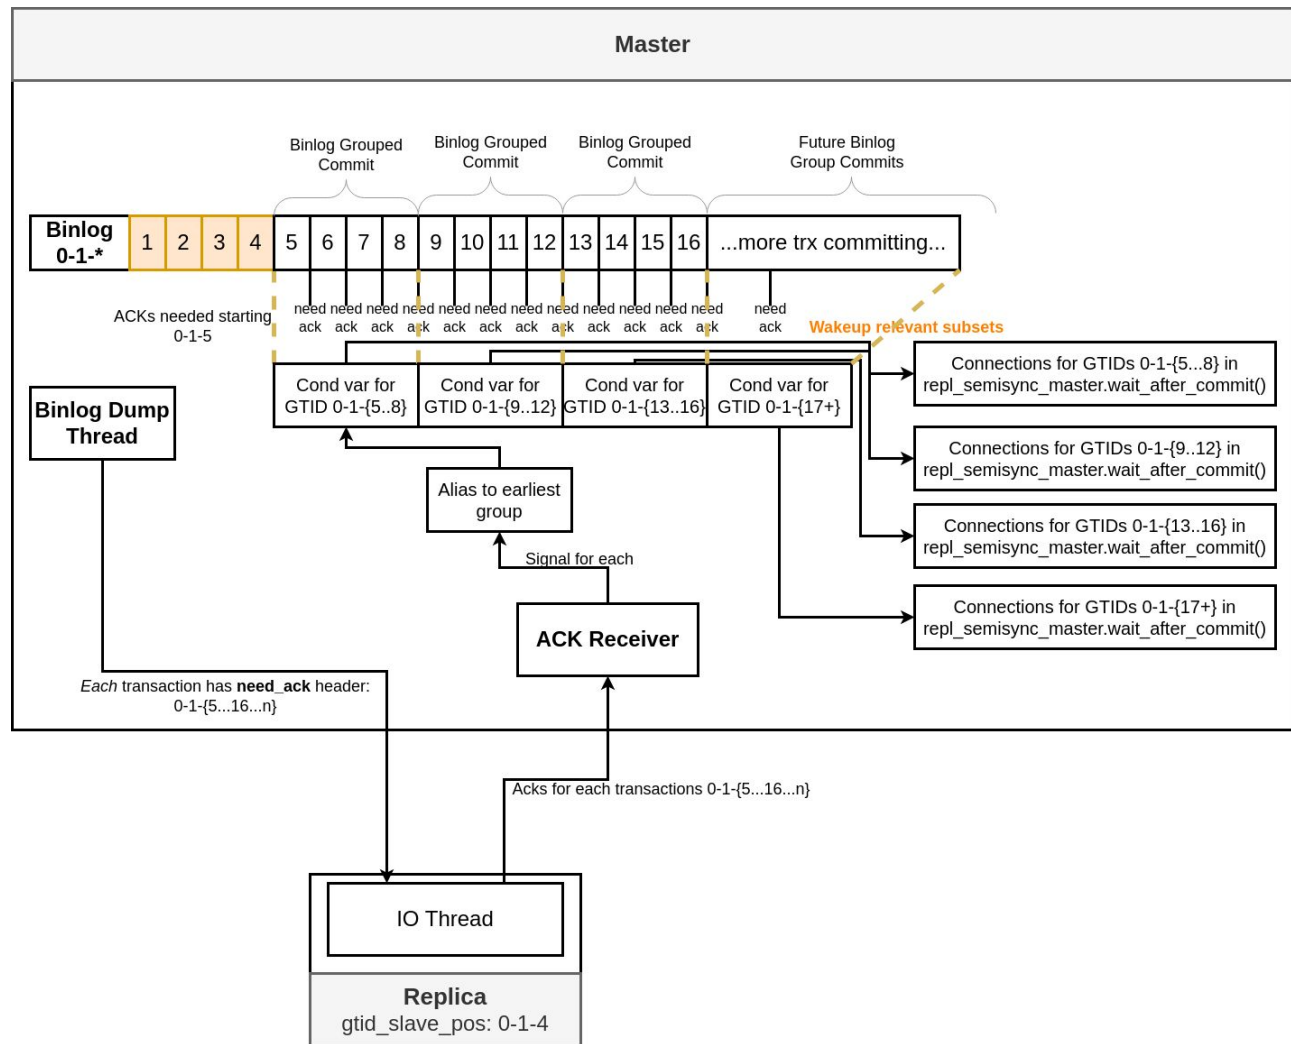 Master
Binlog Grouped
Commit
Binlog Grouped
Commit
Binlog Grouped
Commit
Future Binlog
Group Commits
Binlog
0-1-*
1 2 3 4 5 6 7 8 9 10 11 12 13 14 15 16 ...more trx committing...
ACKs needed starting
0-1-5
need
ack
need
ack
need
ack
need
ack
need
ack
need
ack
need
ack
need
ack
need
ack
need
ack
need
ack
need
ack
need
ack
Wakeup relevant subsets
Cond var for
GTID 0-1-{5..8}
Cond var for
GTID 0-1-{9..12}
Cond var for
GTID 0-1-{13..16}
Cond var for
GTID 0-1-{17+}
Connections for GTIDs 0-1-{5...8} in
repl_semisync_master.wait_after_commit()
Connections for GTIDs 0-1-{9..12} in
repl_semisync_master.wait_after_commit()
Connections for GTIDs 0-1-{13..16} in
repl_semisync_master.wait_after_commit()
Connections for GTIDs 0-1-{17+} in
repl_semisync_master.wait_after_commit()
Binlog Dump
Thread
Alias to earliest
group
Signal for each
ACK Receiver
Each transaction has need_ack header:
0-1-{5...16...n}
Acks for each transactions 0-1-{5...16...n}
IO Thread
Replica
gtid_slave_pos: 0-1-4